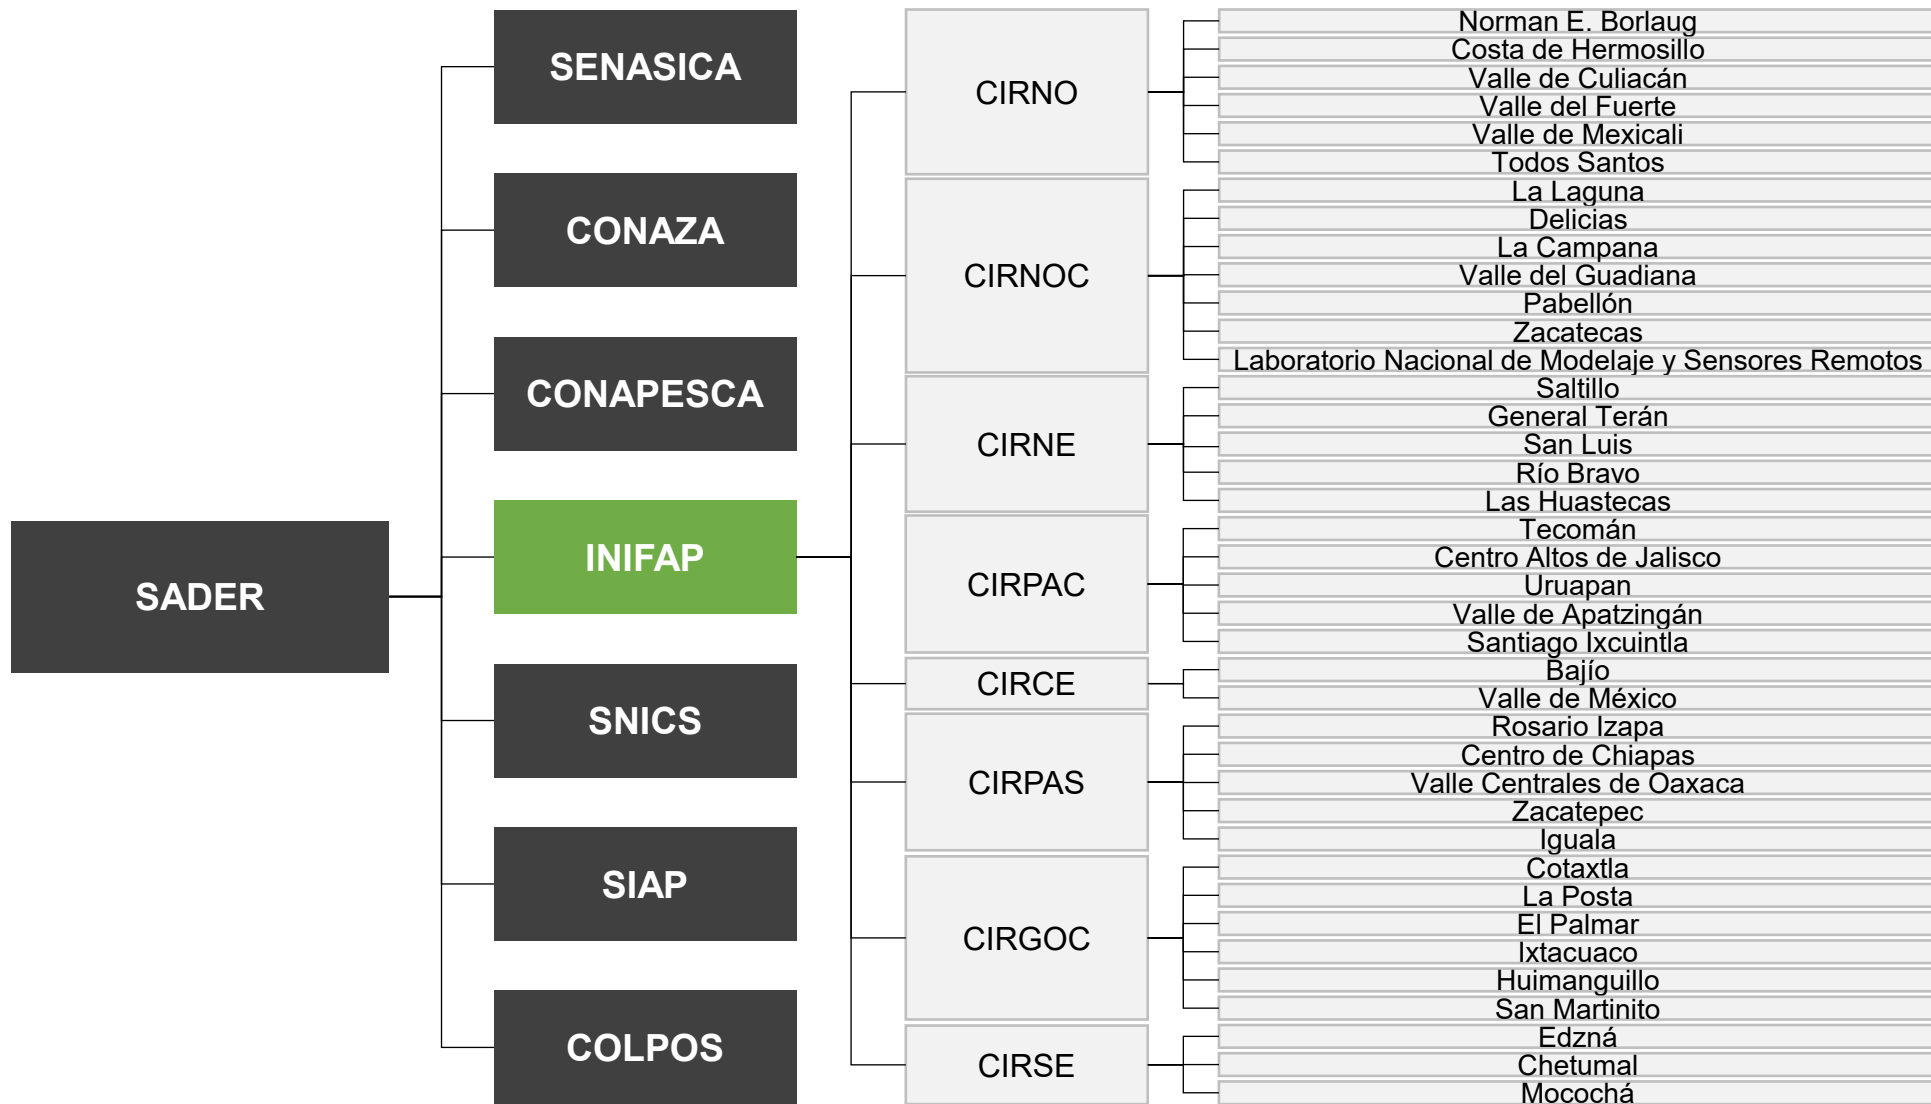 SADER
SENASICA
CONAZA
CONAPESCA
INIFAP
SNICS
SIAP
COLPOS
CIRNO
Norman E. Borlaug
Costa de Hermosillo
Valle de Culiacán
Valle del Fuerte
Valle de Mexicali
Todos Santos
CIRNOC
La Laguna
Delicias
La Campana
Valle del Guadiana
Pabellón
Zacatecas
Laboratorio Nacional de Modelaje y Sensores Remotos
CIRNE
Saltillo
General Terán
San Luis
Río Bravo
Las Huastecas
CIRPAC
Tecomán
Centro Altos de Jalisco
Uruapan
Valle de Apatzingán
Santiago Ixcuintla
CIRCE
Bajío
Valle de México
CIRPAS
Rosario Izapa
Centro de Chiapas
Valle Centrales de Oaxaca
Zacatepec
Iguala
CIRGOC
Cotaxtla
La Posta
El Palmar
Ixtacuaco
Huimanguillo
San Martinito
CIRSE
Edzná
Chetumal
Mocochá